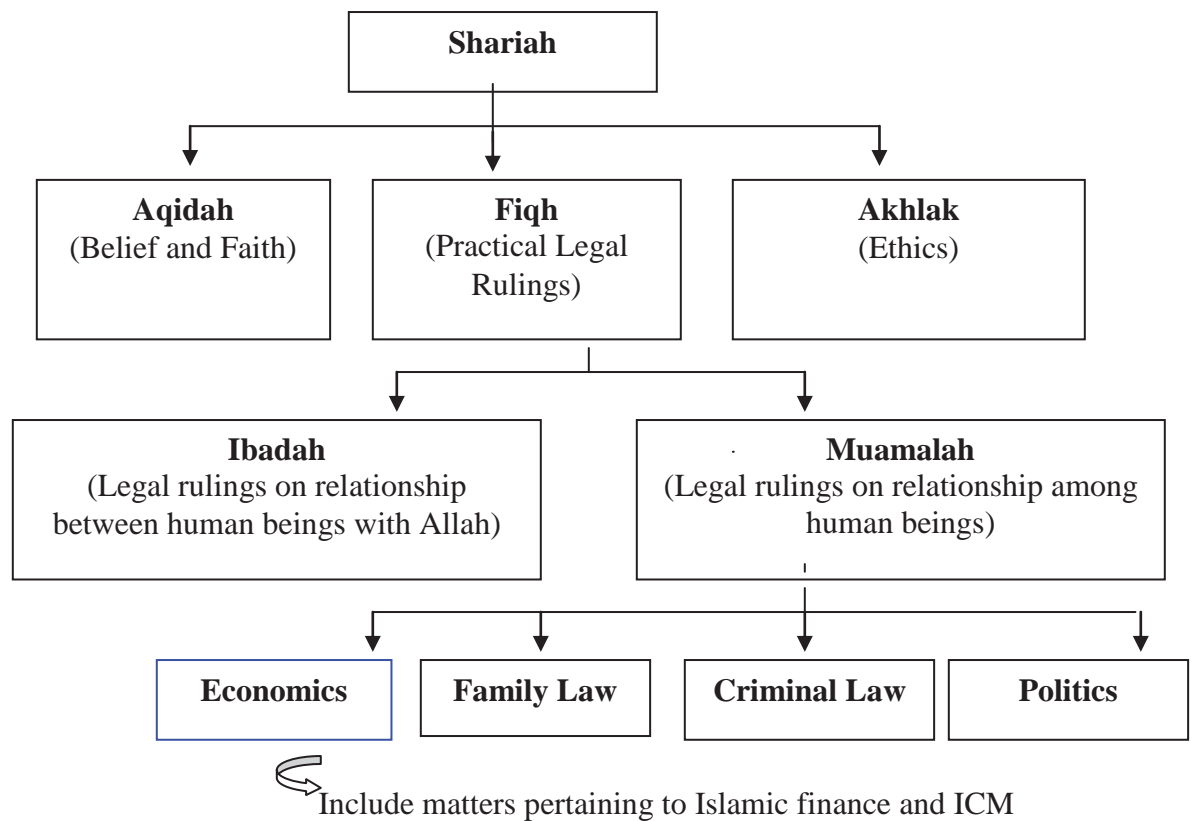 Shariah
Aqidah
(Belief and Faith)
Fiqh
(Practical Legal
Rulings)
Akhlak
(Ethics)
Ibadah
(Legal rulings on relationship
between human beings with Allah)
Muamalah
(Legal rulings on relationship among
human beings)
Economics
Family Law
Criminal Law
Politics
Include matters pertaining to Islamic finance and ICM